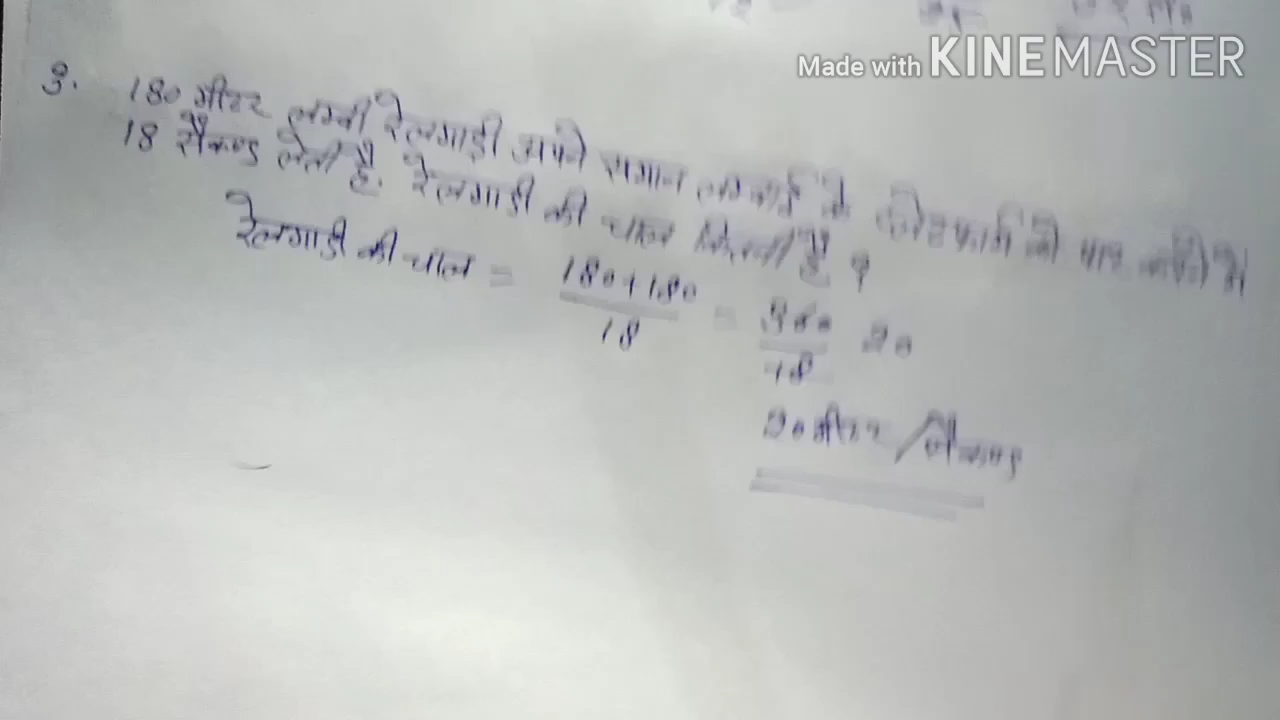 Made with KINEMASTER
3. 180 मीटर लम्बी रेलगाड़ी अपने समान लम्बाई के प्लेटफार्म को पार करने में
18 सैकण्ड लेती है. रेलगाड़ी की चाल कितनी है ?
रेलगाड़ी की चाल = 180+180/18 = 360/18 20
20 मीटर/सैकण्ड